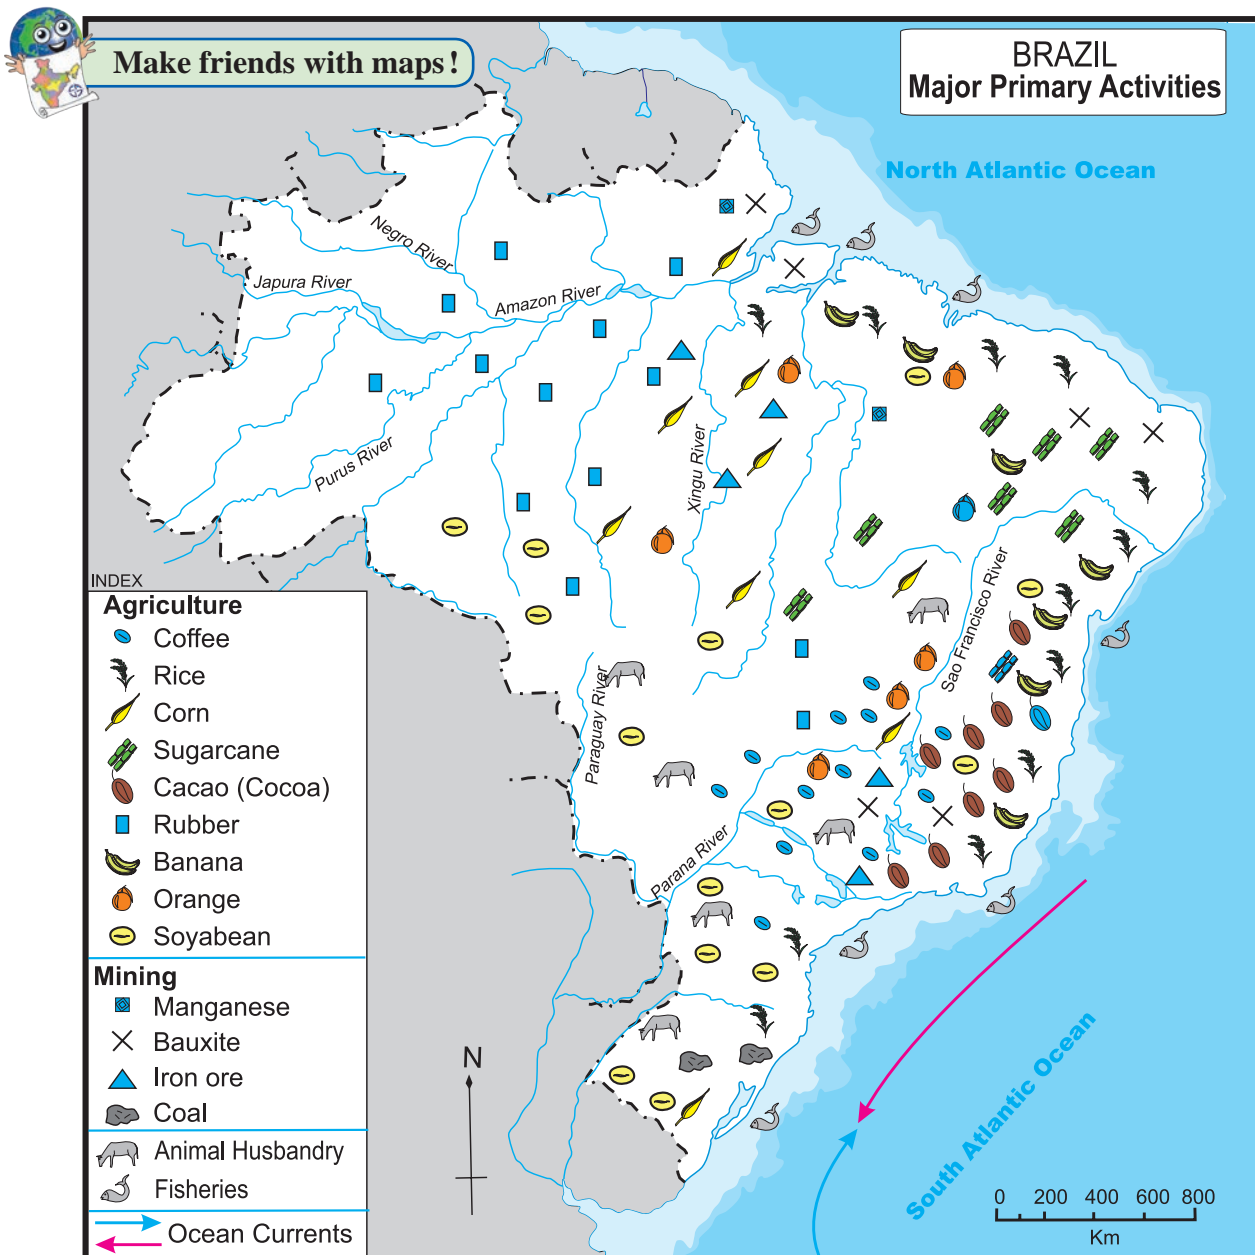 Make friends with maps!
BRAZIL
Major Primary Activities
North Atlantic Ocean
Negro River
Japura River
Amazon River
Purus River
Xingu River
Sao Francisco River
Paraguay River
Parana River
South Atlantic Ocean
INDEX
Agriculture
Coffee
Rice
Corn
Sugarcane
Cacao (Cocoa)
Rubber
Banana
Orange
Soyabean
Mining
Manganese
Bauxite
Iron ore
Coal
Animal Husbandry
Fisheries
Ocean Currents
N
0 200 400 600 800
Km